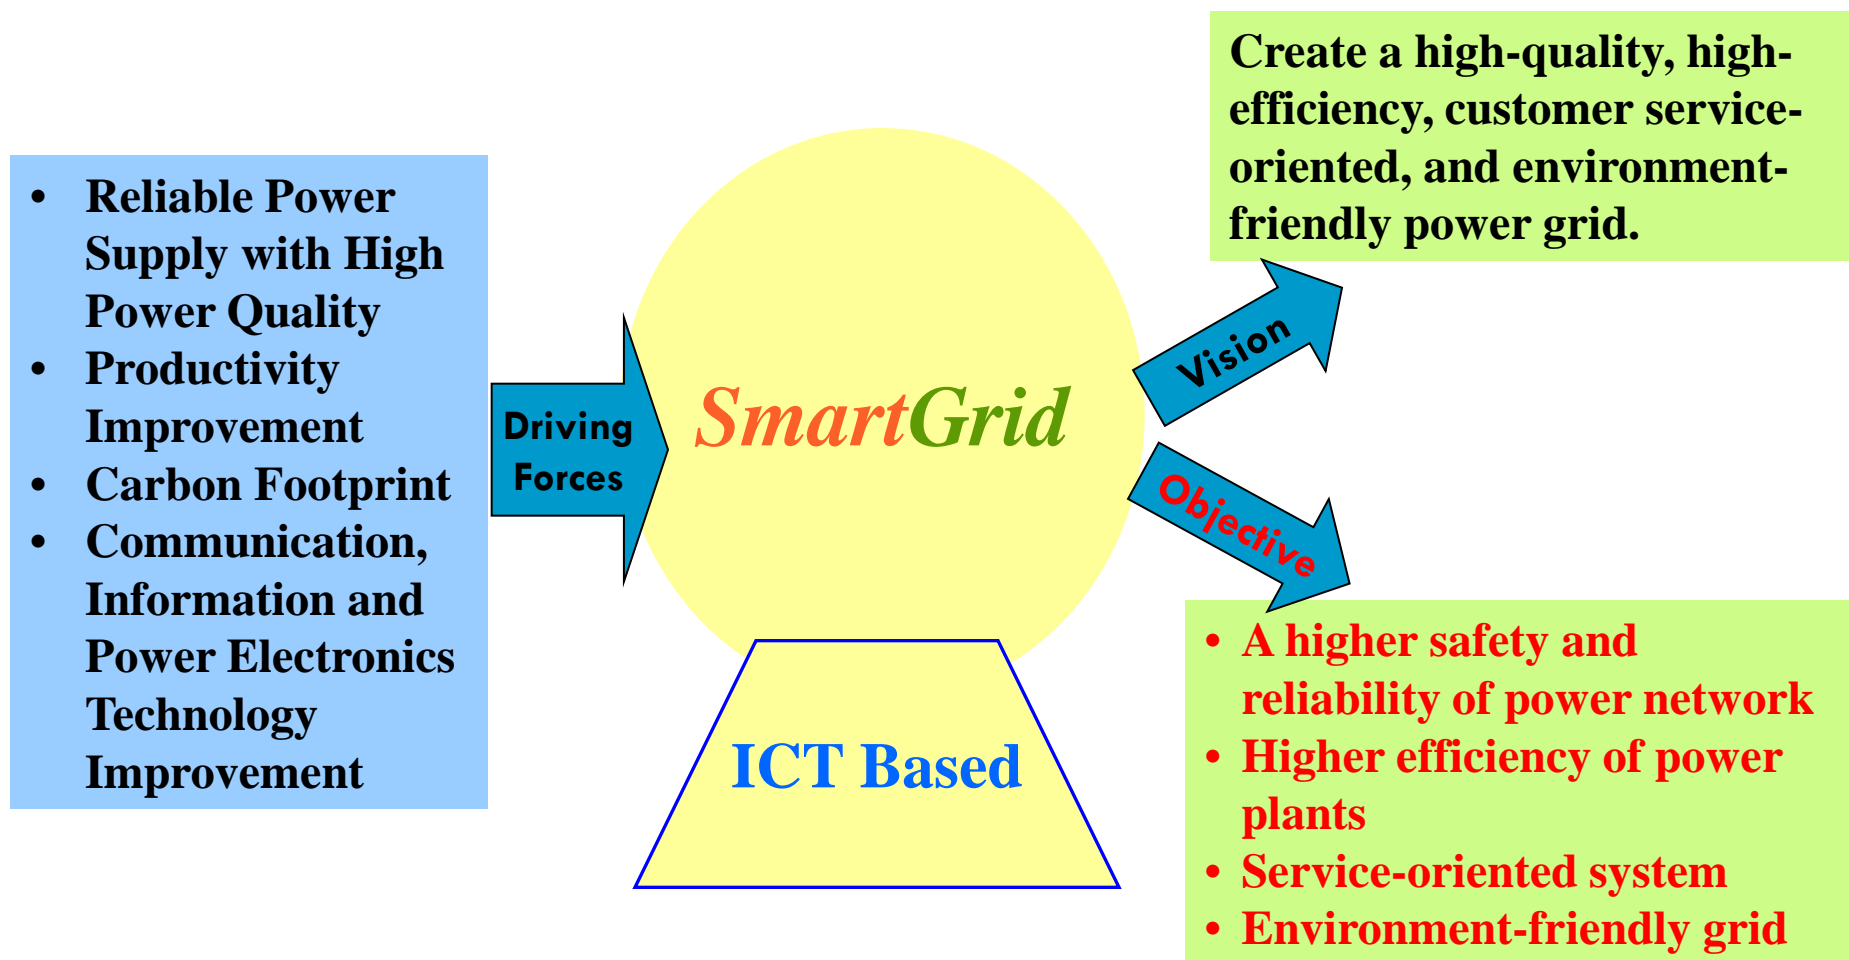 • Reliable Power
Supply with High
Power Quality
• Productivity
Improvement
• Carbon Footprint
• Communication,
Information and
Power Electronics
Technology
Improvement
Driving
Forces
SmartGrid
ICT Based
Vision
Create a high-quality, high-
efficiency, customer service-
oriented, and environment-
friendly power grid.
Objective
• A higher safety and
reliability of power network
• Higher efficiency of power
plants
• Service-oriented system
• Environment-friendly grid